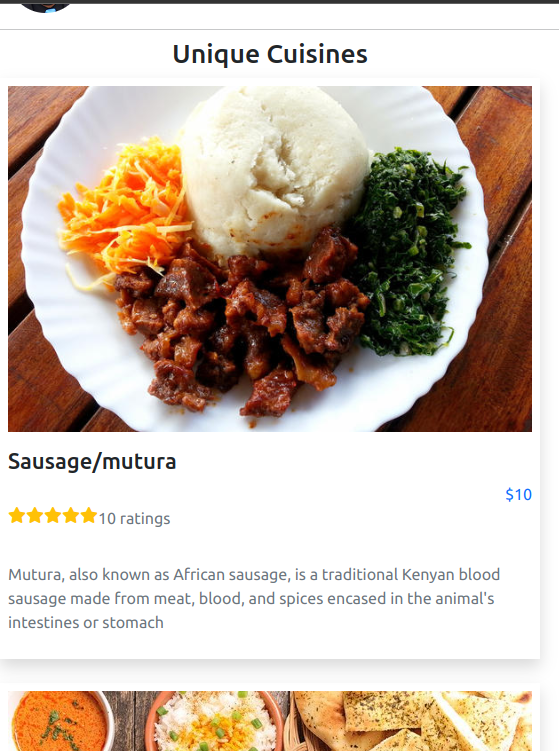 Unique Cuisines
Sausage/mutura
$10
10 ratings
Mutura, also known as African sausage, is a traditional Kenyan blood
sausage made from meat, blood, and spices encased in the animal's
intestines or stomach